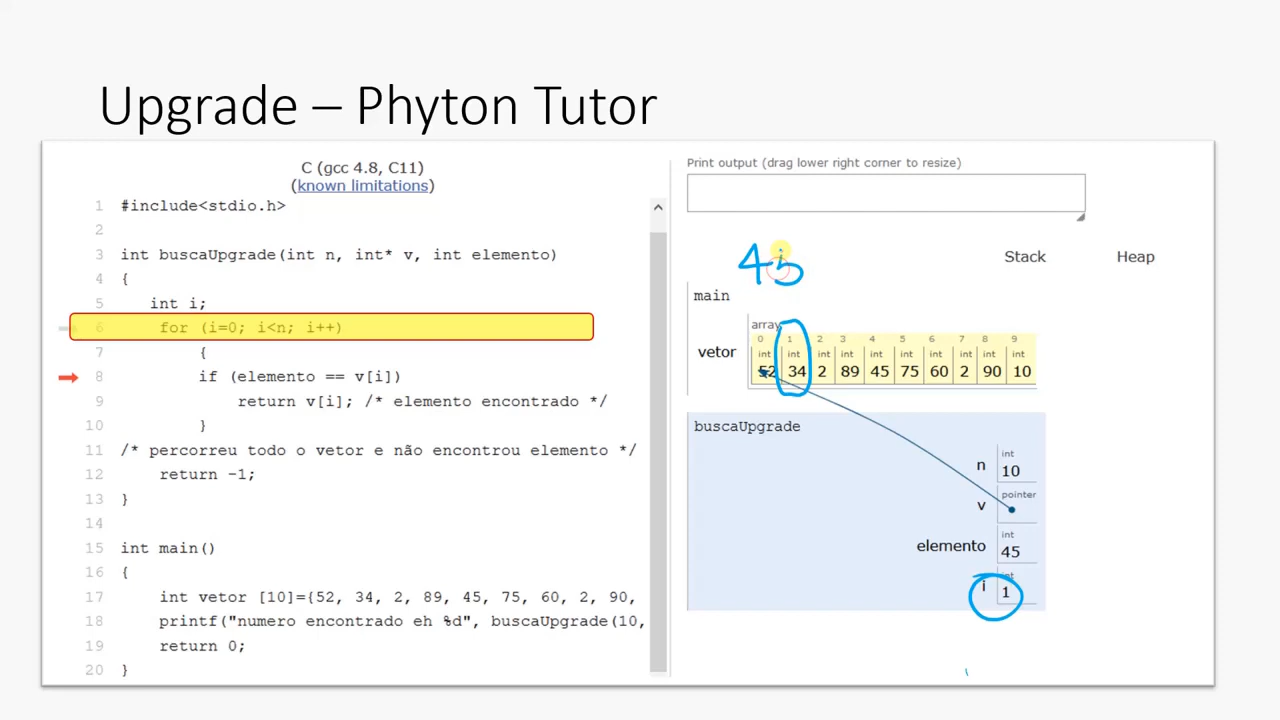 Upgrade – Phyton Tutor
C (gcc 4.8, C11)
(known limitations)
1 #include<stdio.h>
2
3 int buscaUpgrade(int n, int* v, int elemento)
4 {
5 int i;
6 for (i=0; i<n; i++)
7 {
8 if (elemento == v[i])
9 return v[i]; /* elemento encontrado */
10 }
11 /* percorreu todo o vetor e não encontrou elemento */
12 return -1;
13 }
14
15 int main()
16 {
17 int vetor [10]={52, 34, 2, 89, 45, 75, 60, 2, 90,
18 printf("numero encontrado eh %d", buscaUpgrade(10,
19 return 0;
20 }
Print output (drag lower right corner to resize)
45
Stack Heap
main
array
0 1 2 3 4 5 6 7 8 9
vetor int int int int int int int int int int
52 34 2 89 45 75 60 2 90 10
buscaUpgrade
int
n 10
pointer
v
int
elemento 45
int
i 1